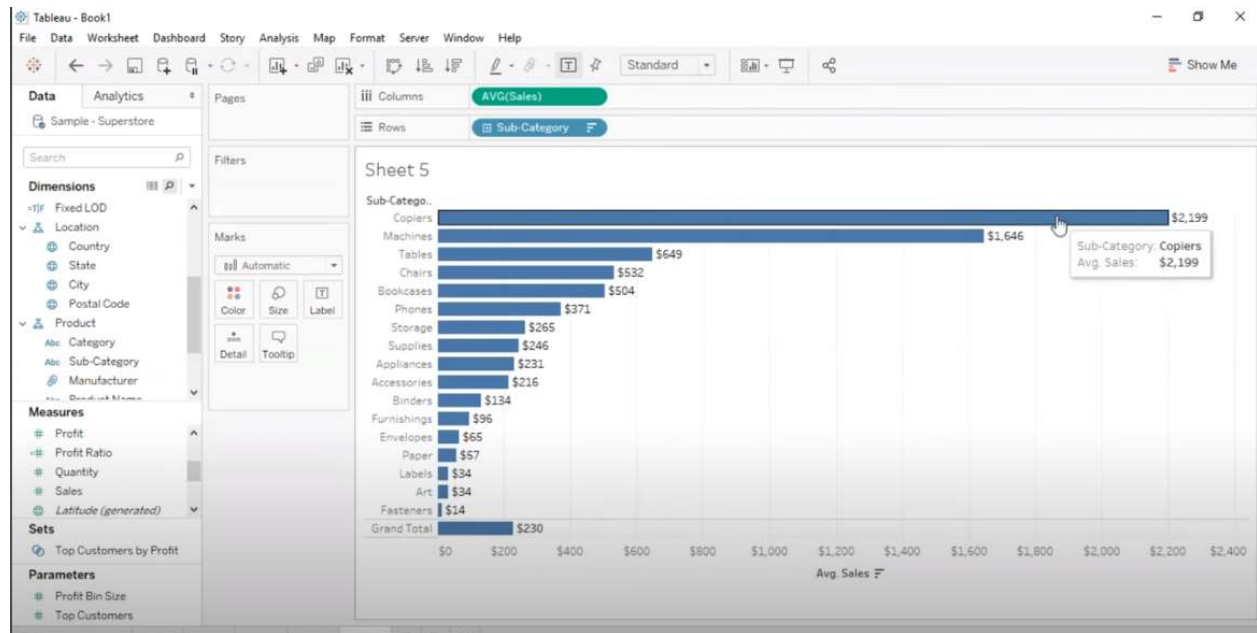 Tableau - Book1
File Data Worksheet Dashboard Story Analysis Map Format Server Window Help
Standard
Show Me
Data Analytics
Sample - Superstore
Search
Dimensions
=T|F Fixed LOD
Location
Country
State
City
Postal Code
Product
Abc Category
Abc Sub-Category
Manufacturer
Measures
# Profit
=# Profit Ratio
# Quantity
# Sales
Latitude (generated)
Sets
Top Customers by Profit
Parameters
# Profit Bin Size
# Top Customers
Pages
Filters
Marks
Automatic
Color Size Label
Detail Tooltip
Columns AVG(Sales)
Rows Sub-Category
Sheet 5
Sub-Catego..
Copiers $2,199
Machines $1,646
Tables $649
Chairs $532
Bookcases $504
Phones $371
Storage $265
Supplies $246
Appliances $231
Accessories $216
Binders $134
Furnishings $96
Envelopes $65
Paper $57
Labels $34
Art $34
Fasteners $14
Grand Total $230
$0 $200 $400 $600 $800 $1,000 $1,200 $1,400 $1,600 $1,800 $2,000 $2,200 $2,400
Avg. Sales
Sub-Category: Copiers
Avg. Sales: $2,199